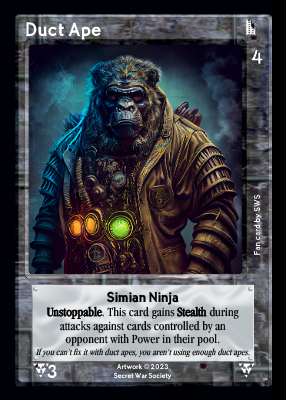 Duct Ape
4
Fan card by SWS
Simian Ninja
Unstoppable. This card gains Stealth during
attacks against cards controlled by an
opponent with Power in their pool.
If you can't fix it with duct apes, you aren't using enough duct apes.
3
Artwork © 2023
Secret War Society